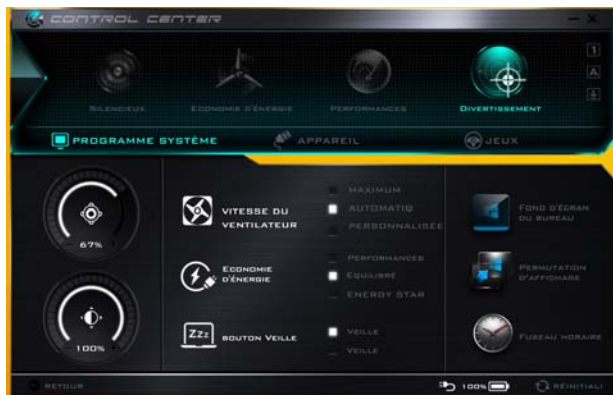 CONTROL CENTER
SILENCIEUX
ECONOMIE D'ÉNERGIE
PERFORMANCES
DIVERTISSEMENT
1
A
PROGRAMME SYSTÈME
APPAREIL
JEUX
67%
VITESSE DU
VENTILATEUR
MAXIMUM
AUTOMATIQ
PERSONNALISÉE
FOND D'ÉCRAN
DU BUREAU
ECONOMIE
D'ÉNERGIE
PERFORMANCES
EQUILIBRÉ
ENERGY STAR
PERMUTATION
D'AFFICHAGE
100%
Zzz
BOUTON VEILLE
VEILLE
VEILLE
FUSEAU HORAIRE
RETOUR
100%
RÉINITIALI